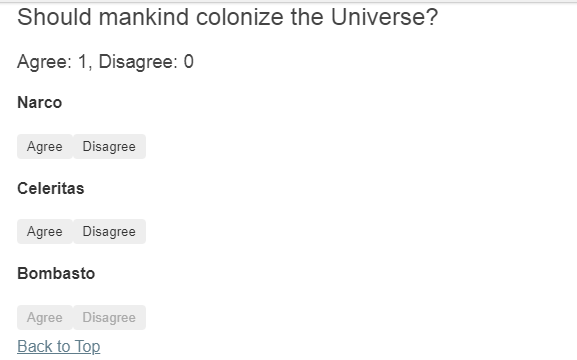 Should mankind colonize the Universe?
Agree: 1, Disagree: 0
Narco
Agree Disagree
Celeritas
Agree Disagree
Bombasto
Agree Disagree
Back to Top